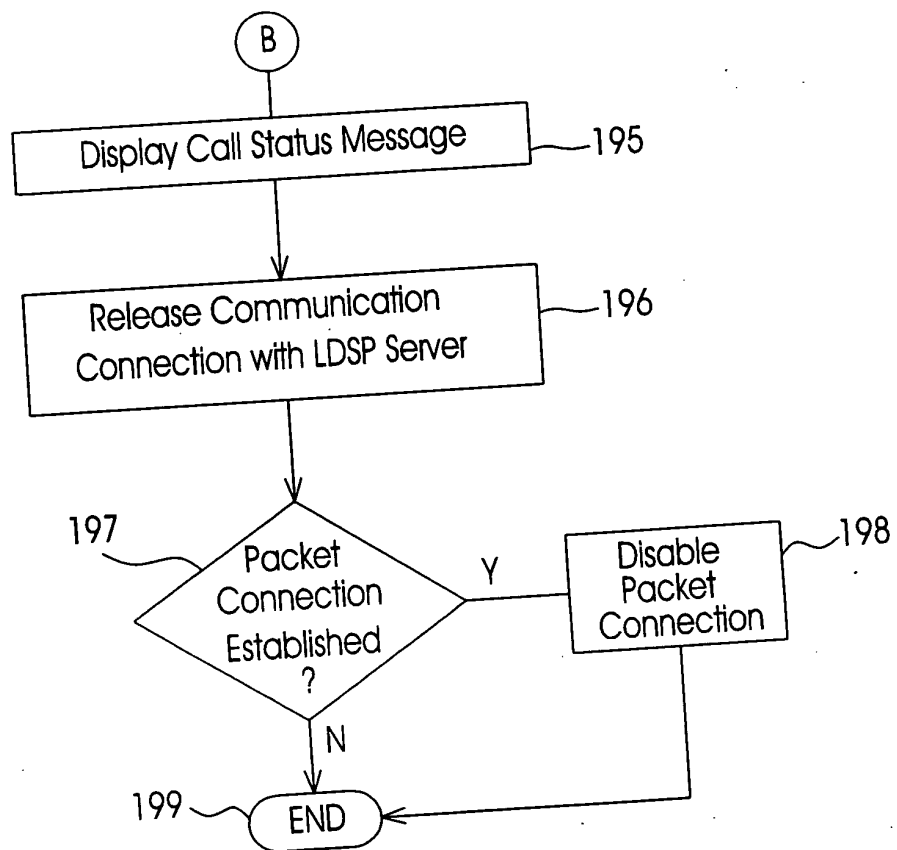 B
Display Call Status Message
195
Release Communication
Connection with LDSP Server
196
197
Packet
Connection
Established
?
Y
Disable
Packet
Connection
198
N
199
END